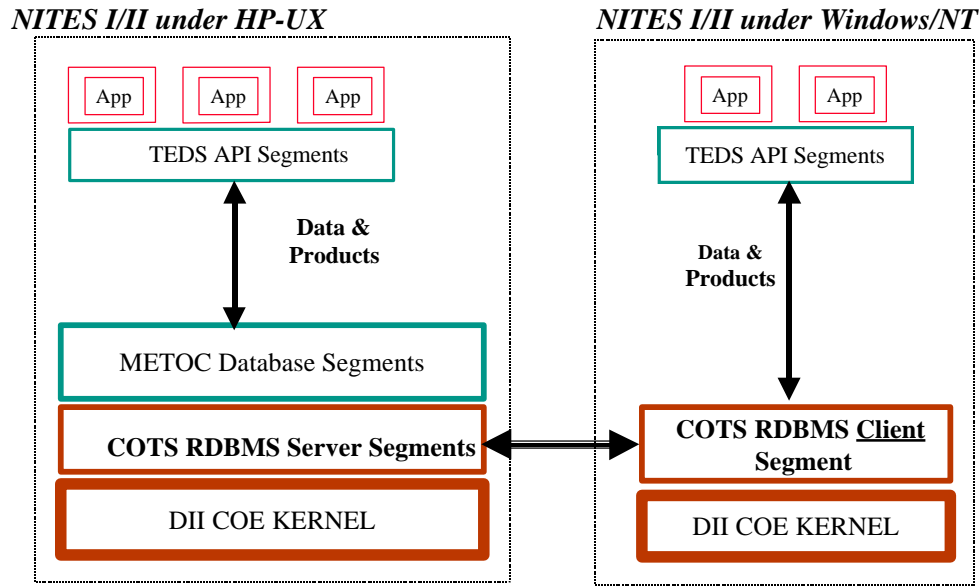 NITES I/II under HP-UX
App
App
App
TEDS API Segments
Data &
Products
METOC Database Segments
COTS RDBMS Server Segments
DII COE KERNEL
NITES I/II under Windows/NT
App
App
TEDS API Segments
Data &
Products
COTS RDBMS Client
Segment
DII COE KERNEL